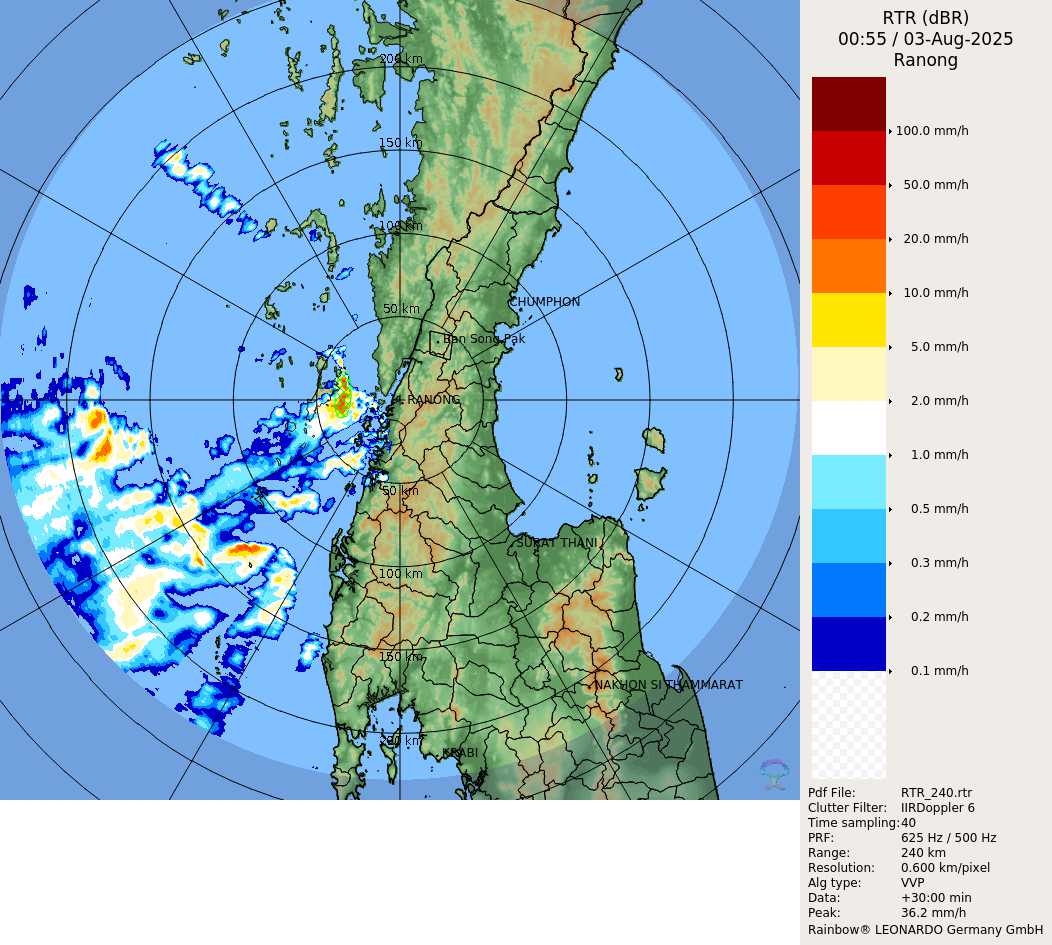 RTR (dBR)
00:55 / 03-Aug-2025
Ranong
100.0 mm/h
50.0 mm/h
20.0 mm/h
10.0 mm/h
5.0 mm/h
2.0 mm/h
1.0 mm/h
0.5 mm/h
0.3 mm/h
0.2 mm/h
0.1 mm/h
200 km
150 km
100 km
50 km
CHUMPHON
Ban Song Pak
RANONG
50 km
SURAT THANI
100 km
150 km
NAKHON SI THAMMARAT
200 km
KRABI
Pdf File: RTR_240.rtr
Clutter Filter: IIRDoppler 6
Time sampling: 40
PRF: 625 Hz / 500 Hz
Range: 240 km
Resolution: 0.600 km/pixel
Alg type: VVP
Data: +30:00 min
Peak: 36.2 mm/h
Rainbow® LEONARDO Germany GmbH